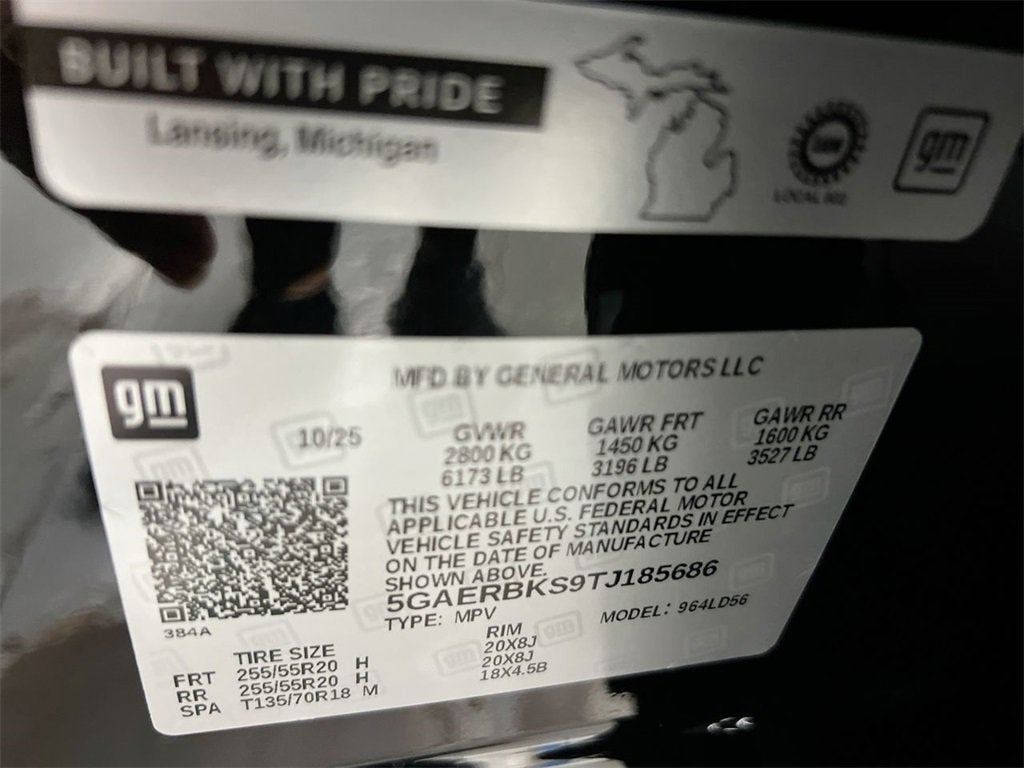 BUILT WITH PRIDE
Lansing, Michigan
gm
gm
MFD BY GENERAL MOTORS LLC
10/25
GVWR
2800 KG
6173 LB
GAWR FRT
1450 KG
3196 LB
GAWR RR
1600 KG
3527 LB
THIS VEHICLE CONFORMS TO ALL
APPLICABLE U.S. FEDERAL MOTOR
VEHICLE SAFETY STANDARDS IN EFFECT
ON THE DATE OF MANUFACTURE
SHOWN ABOVE.
5GAERBKS9TJ185686
TYPE: MPV
MODEL: 964LD56
384A
TIRE SIZE
RIM
FRT 255/55R20 H 20X8J
RR 255/55R20 H 20X8J
SPA T135/70R18 M 18X4.5B